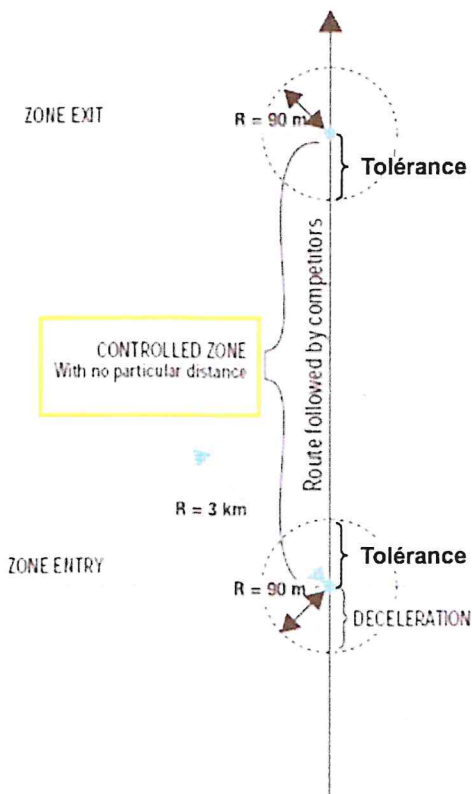 ZONE EXIT
R = 90 m
Tolérance
Route followed by competitors
CONTROLLED ZONE
With no particular distance
R = 3 km
Tolérance
ZONE ENTRY
R = 90 m
DECELERATION